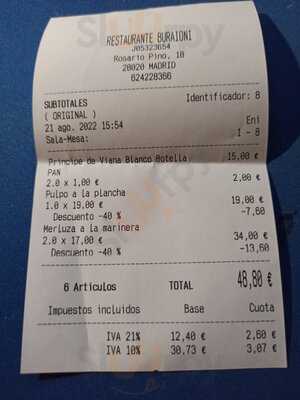 RESTAURANTE BURAIONI
J05323654
Rosario Pino, 18
28020 MADRID
624228366
SUBTOTALES Identificador: 8
( ORIGINAL )
21 ago. 2022 15:54 Eni
Sala-Mesa: 1 - 8
Principe de Viana Blanco Botella 15,00 €
PAN
2.0 x 1,00 € 2,00 €
Pulpo a la plancha
1.0 x 19,00 € 19,00 €
Descuento -40 % -7,60
Merluza a la marinera
2.0 x 17,00 € 34,00 €
Descuento -40 % -13,60
6 Articulos TOTAL 48,80 €
Impuestos incluidos Base Cuota
IVA 21% 12,40 € 2,60 €
IVA 10% 30,73 € 3,07 €